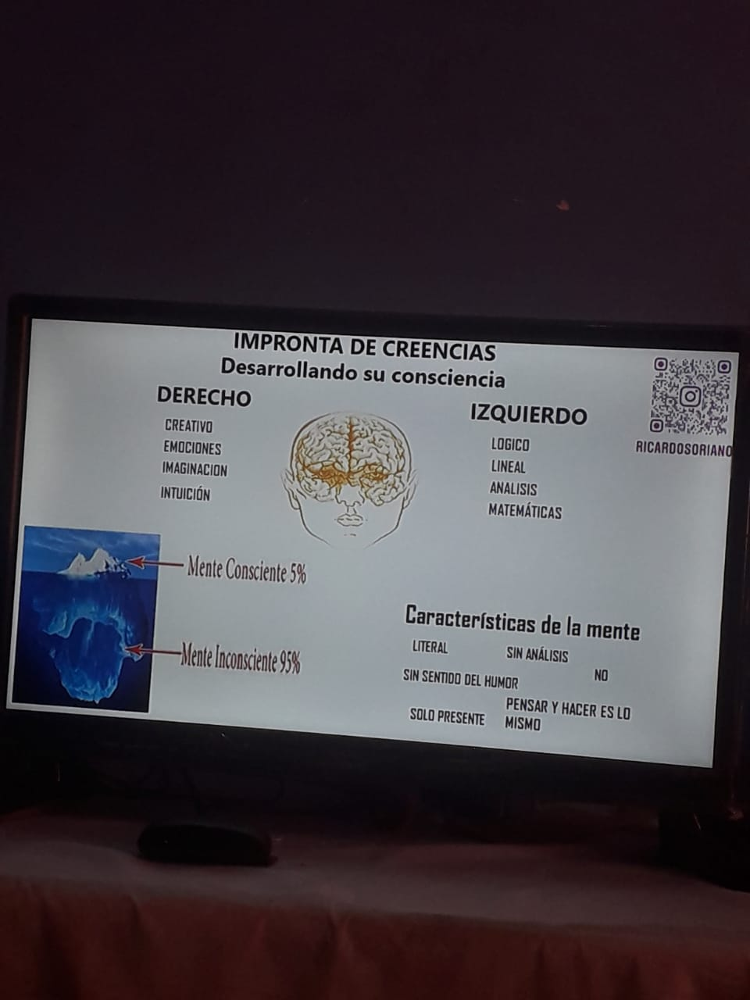 IMPRONTA DE CREENCIAS
Desarrollando su consciencia
DERECHO
CREATIVO
EMOCIONES
IMAGINACION
INTUICIÓN
IZQUIERDO
LOGICO
LINEAL
ANALISIS
MATEMÁTICAS
RICARDOSORIANO
Mente Consciente 5%
Mente Inconsciente 95%
Características de la mente
LITERAL
SIN ANÁLISIS
NO
SIN SENTIDO DEL HUMOR
SOLO PRESENTE
PENSAR Y HACER ES LO
MISMO